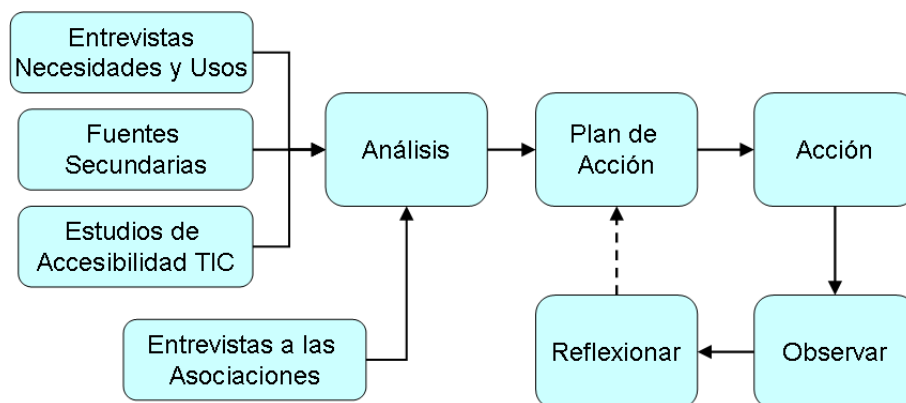 Entrevistas
Necesidades y Usos
Fuentes
Secundarias
Estudios de
Accesibilidad TIC
Entrevistas a las
Asociaciones
Análisis
Plan de
Acción
Acción
Observar
Reflexionar